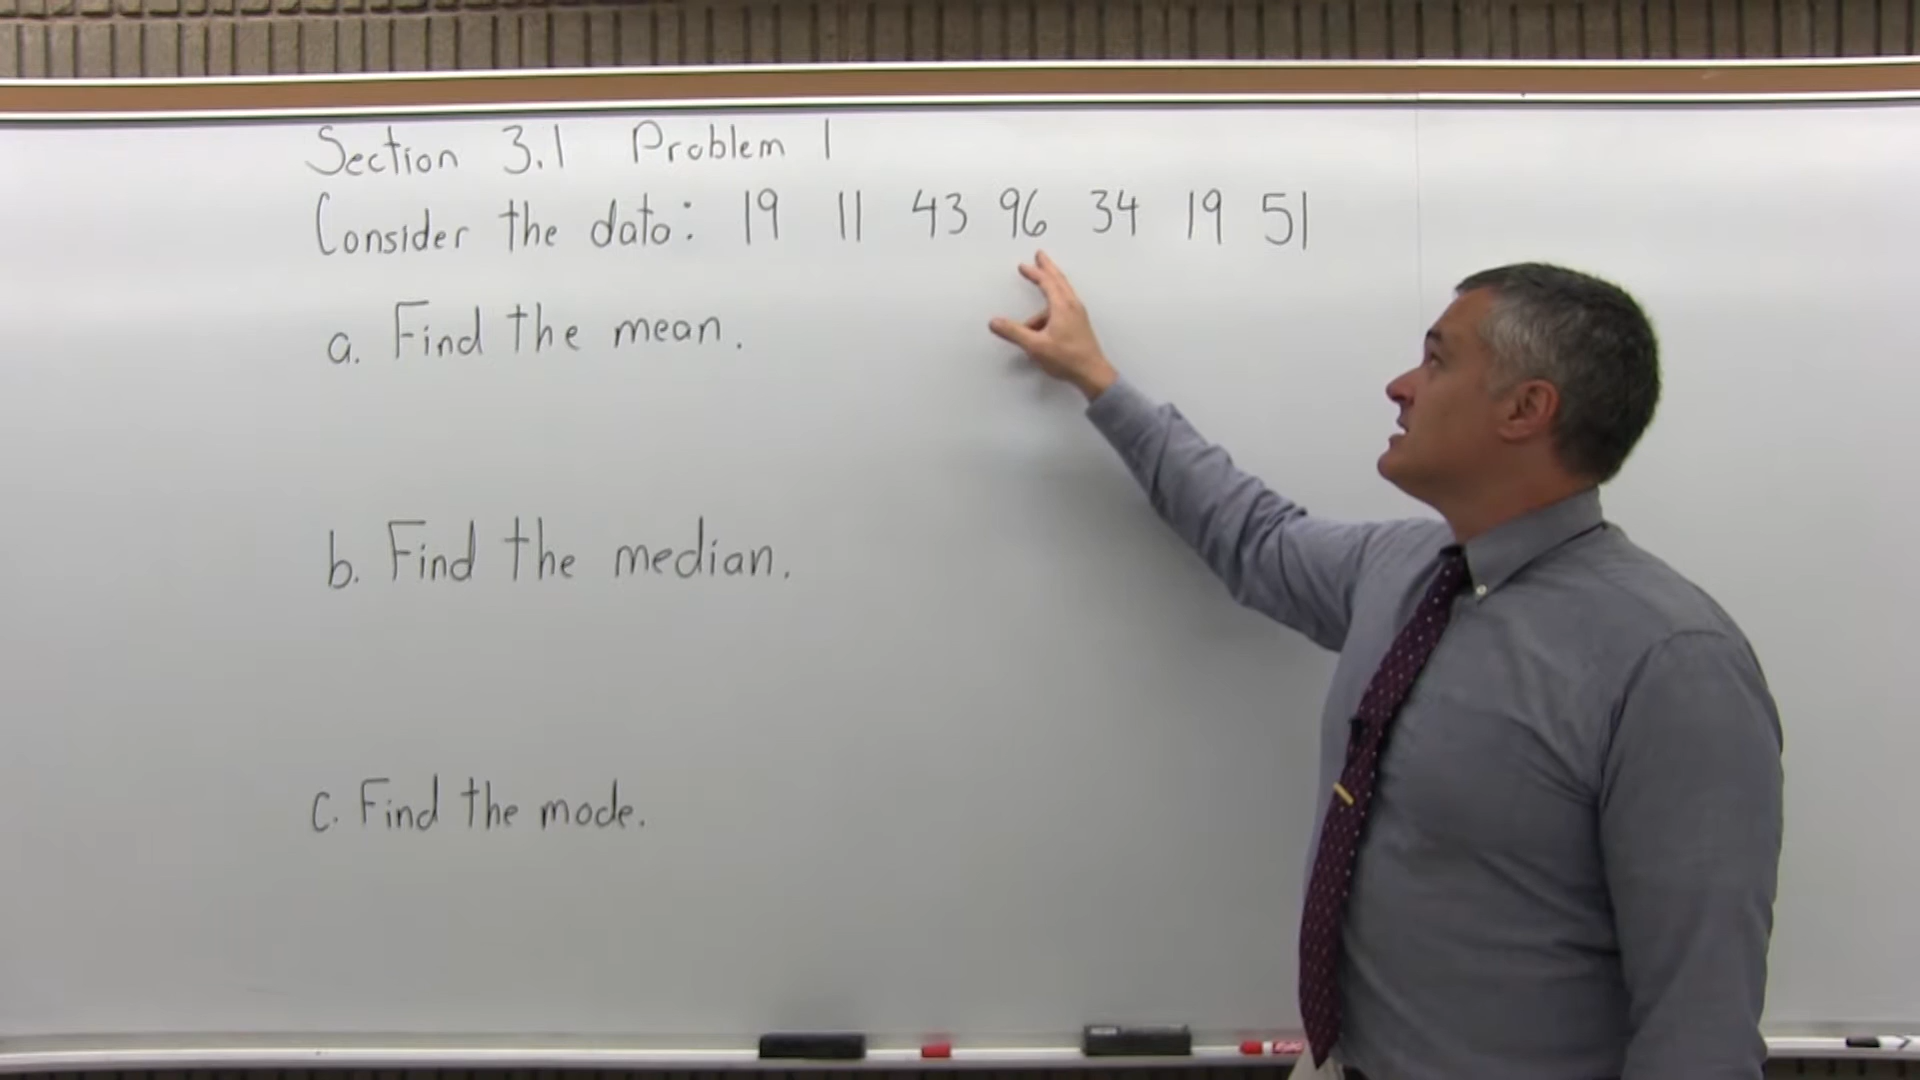 Section 3.1 Problem 1
Consider the data: 19 11 43 96 34 19 51
a. Find the mean.
b. Find the median.
c. Find the mode.